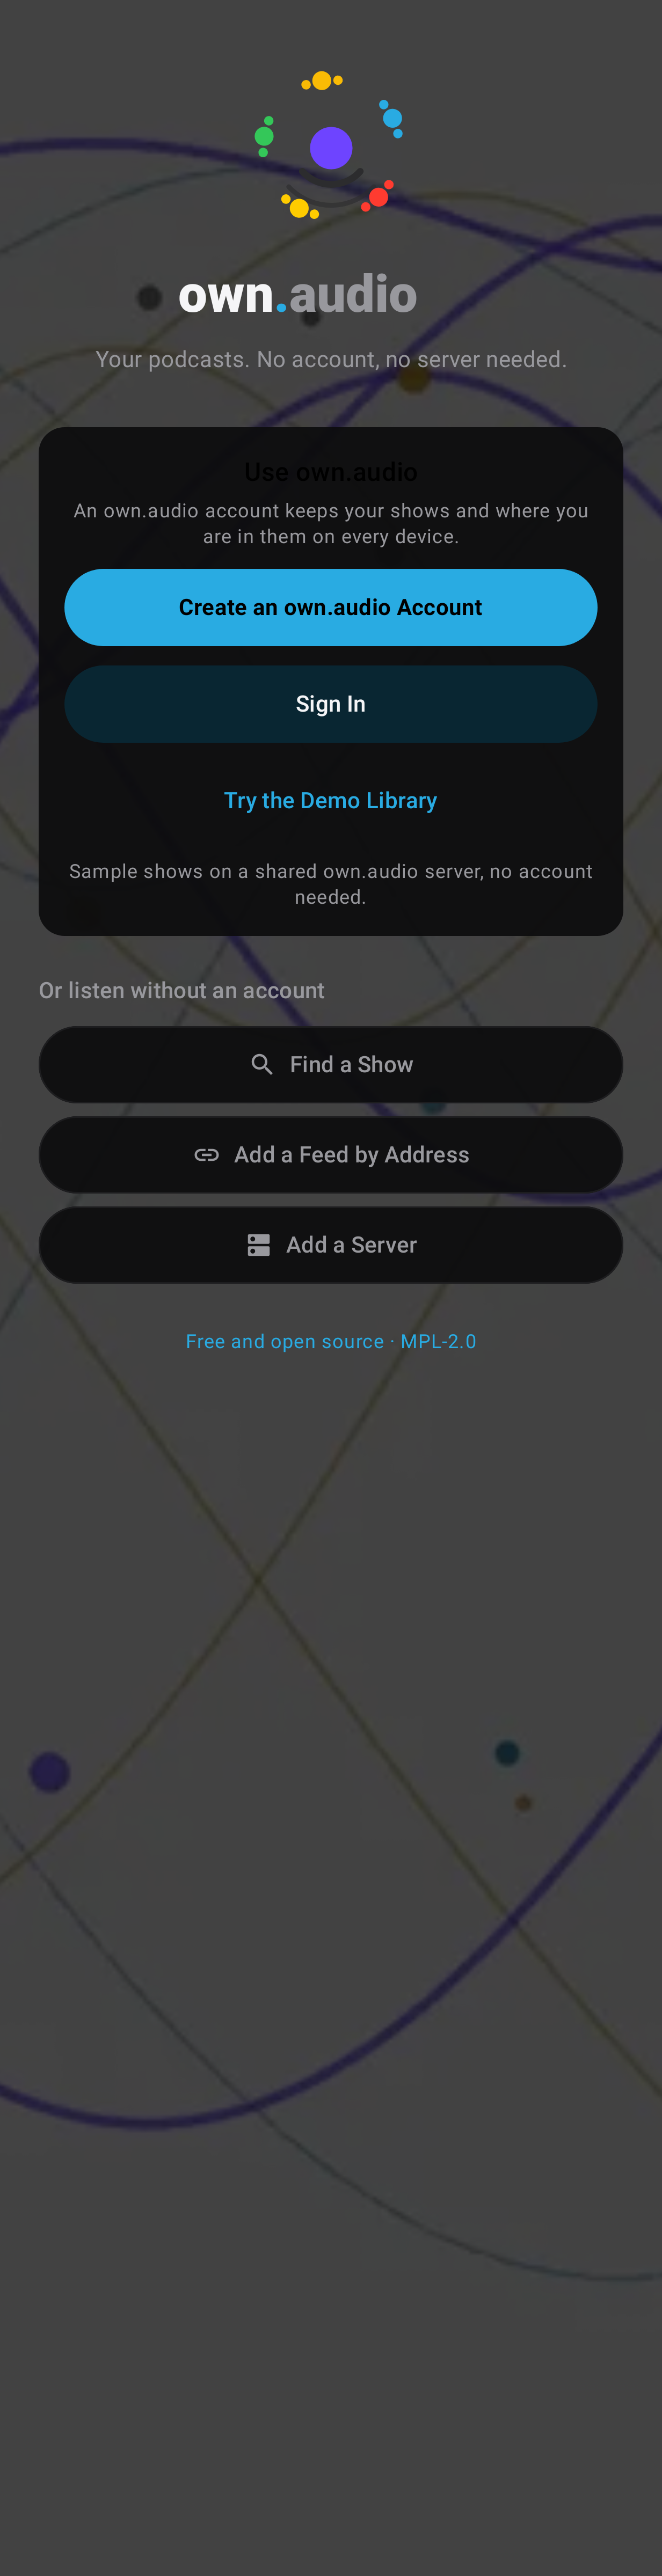 own.audio
Your podcasts. No account, no server needed.
Use own.audio
An own.audio account keeps your shows and where you
are in them on every device.
Create an own.audio Account
Sign In
Try the Demo Library
Sample shows on a shared own.audio server, no account
needed.
Or listen without an account
Find a Show
Add a Feed by Address
Add a Server
Free and open source · MPL-2.0